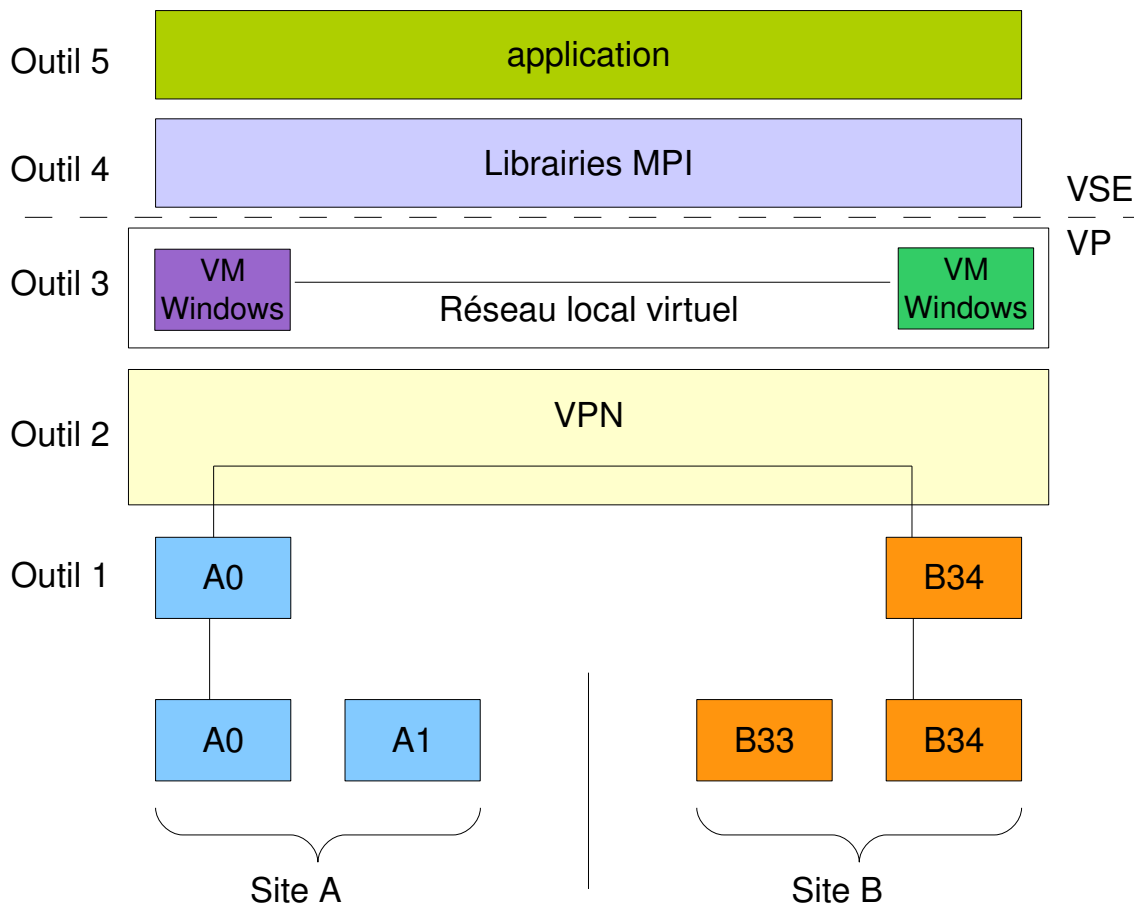 Outil 5
application
Outil 4
Librairies MPI
VSE
VP
Outil 3
VM
Windows
Réseau local virtuel
VM
Windows
Outil 2
VPN
Outil 1
A0
B34
A0
A1
B33
B34
Site A
Site B